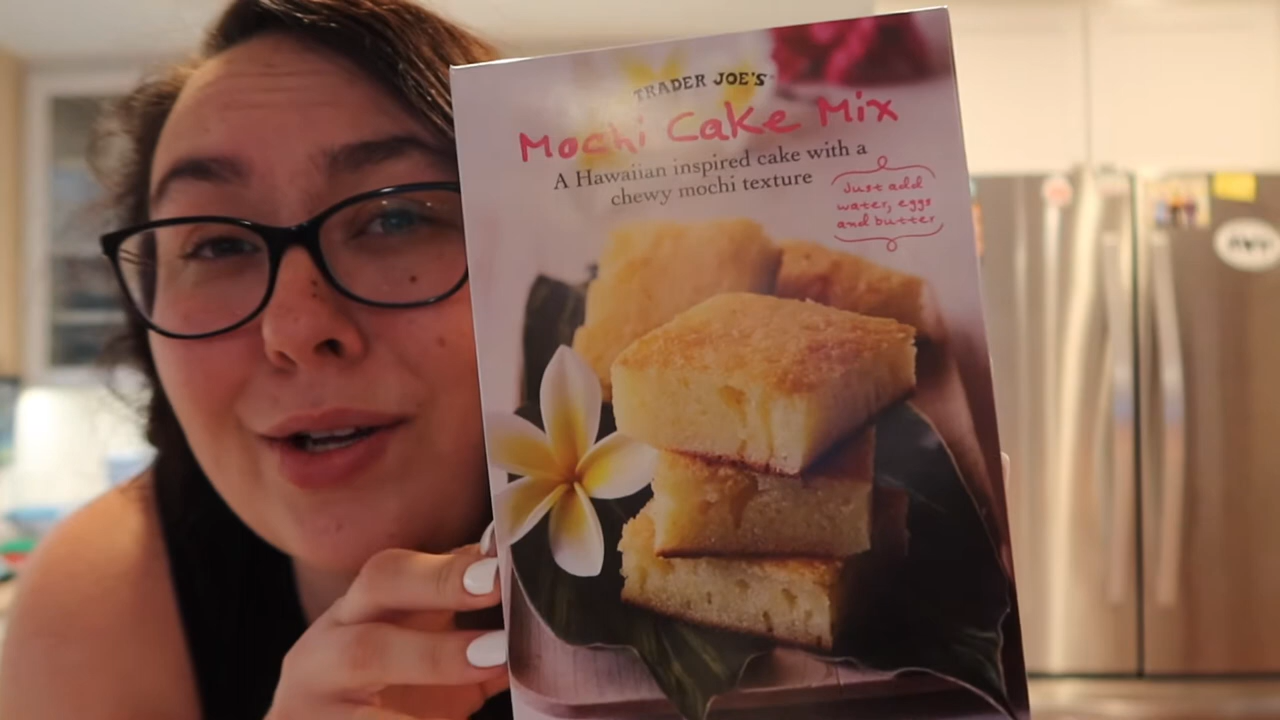 TRADER JOE'S
Mochi Cake Mix
A Hawaiian inspired cake with a
chewy mochi texture
Just add
water, eggs
and butter